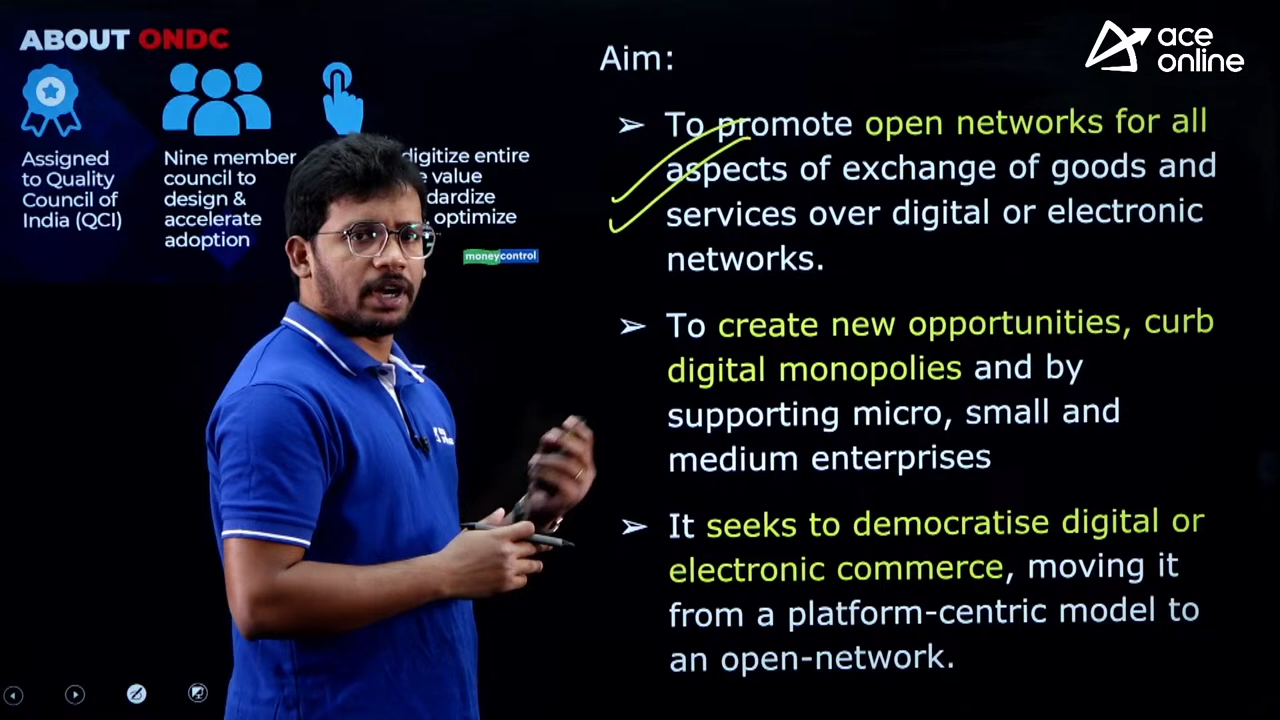 ABOUT ONDC
Assigned
to Quality
Council of
India (QCI)
Nine member
council to
design &
accelerate
adoption
digitize entire
value
optimize
moneycontrol
Aim:
➢ To promote open networks for all
aspects of exchange of goods and
services over digital or electronic
networks.
➢ To create new opportunities, curb
digital monopolies and by
supporting micro, small and
medium enterprises
➢ It seeks to democratise digital or
electronic commerce, moving it
from a platform-centric model to
an open-network.
ace
online